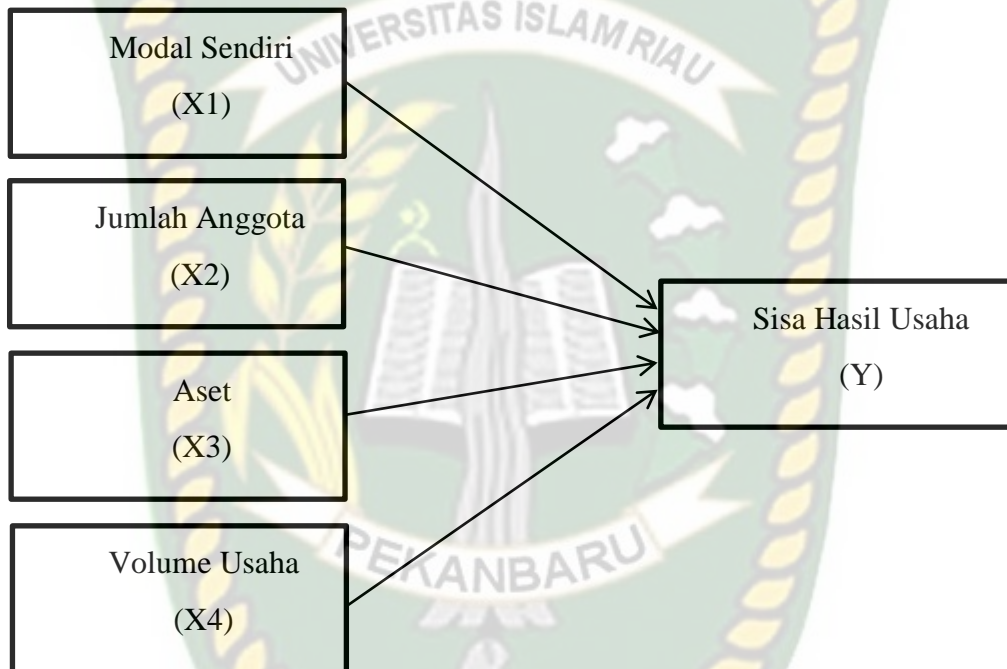 UNIVERSITAS ISLAM RIAU
Modal Sendiri
(X1)
Jumlah Anggota
(X2)
Sisa Hasil Usaha
(Y)
Aset
(X3)
Volume Usaha
(X4)
PEKANBARU